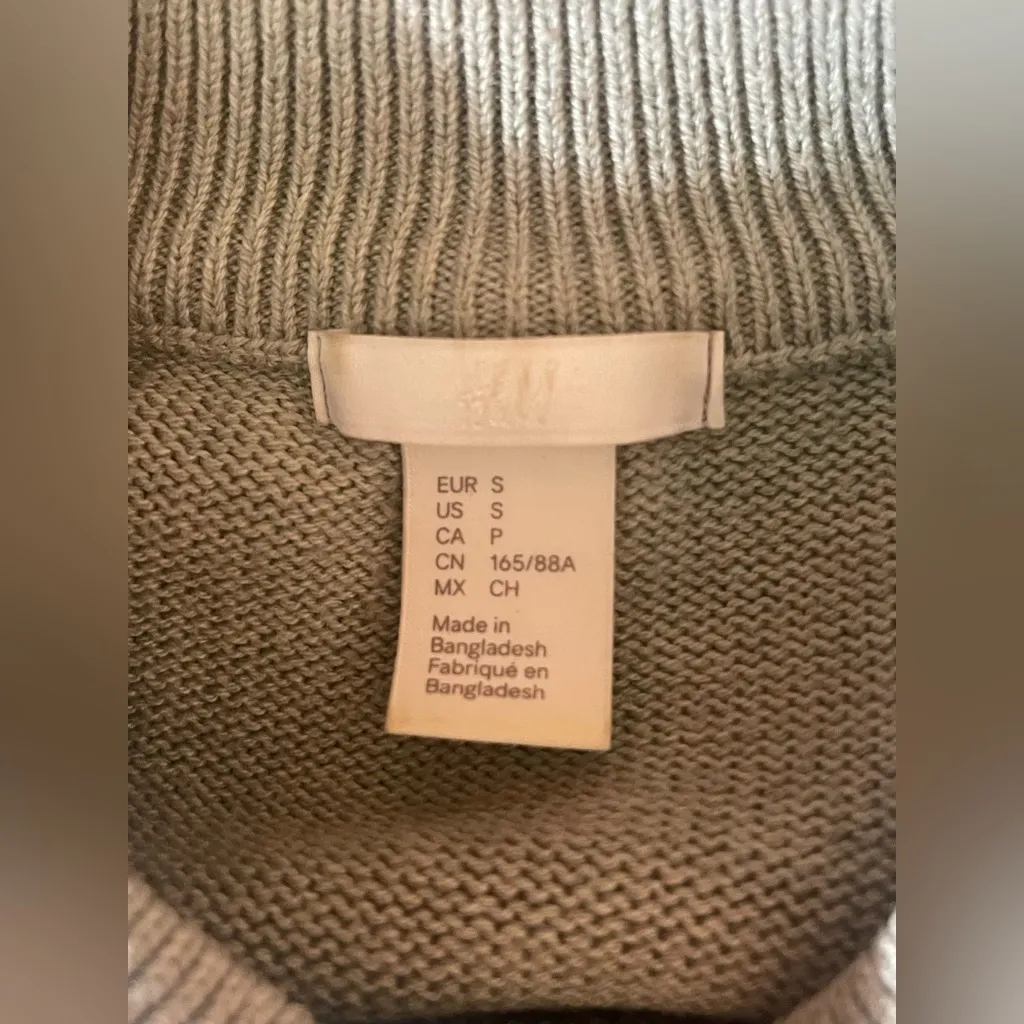 EUR S
US S
CA P
CN 165/88A
MX CH
Made in
Bangladesh
Fabriqué en
Bangladesh